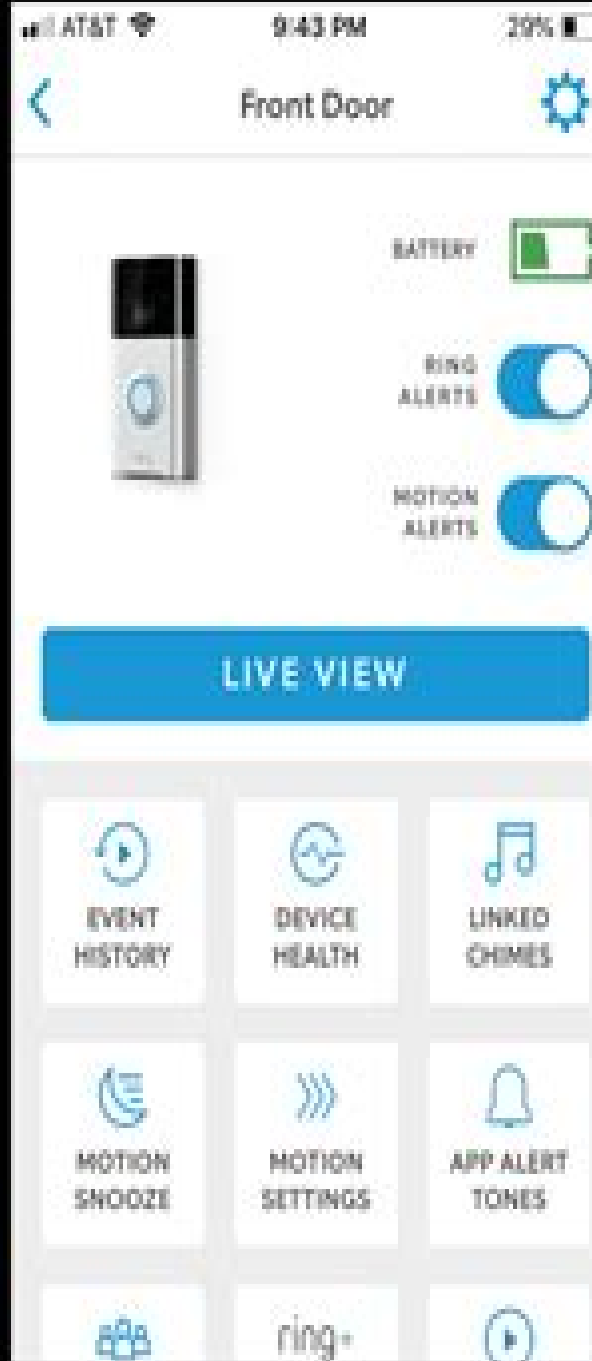 AT&T
9:43 PM
29%
Front Door
BATTERY
RING
ALERTS
MOTION
ALERTS
LIVE VIEW
EVENT
HISTORY
DEVICE
HEALTH
LINKED
CHIMES
MOTION
SNOOZE
MOTION
SETTINGS
APP ALERT
TONES
ring+